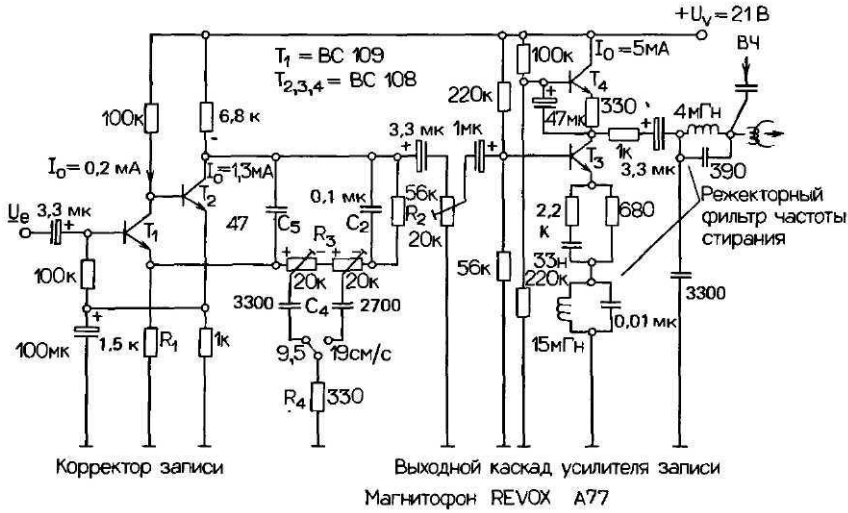 +Uv = 21 В
T1 = BC 109
T2,3,4 = BC 108
100к
I0 = 5мА
ВЧ
T4
100к
6,8 к
220к
47мк
330
4мГн
3,3 мк
1мк
T3
1к
3,3 мк
390
I0 = 0,2 мА
I0 = 1,3мА
T2
Ue
3,3 мк
T1
47
C5
0,1 мк
C2
R3
R2
56к
20к
2,2 к
680
Режекторный
фильтр частоты
стирания
100к
20к
20к
56к
33н
220к
3300
C4
2700
3300
0,01 мк
15мГн
100мк
1.5 к
R1
1к
9,5
19см/с
R4
330
Корректор записи
Выходной каскад усилителя записи
Магнитофон REVOX A77